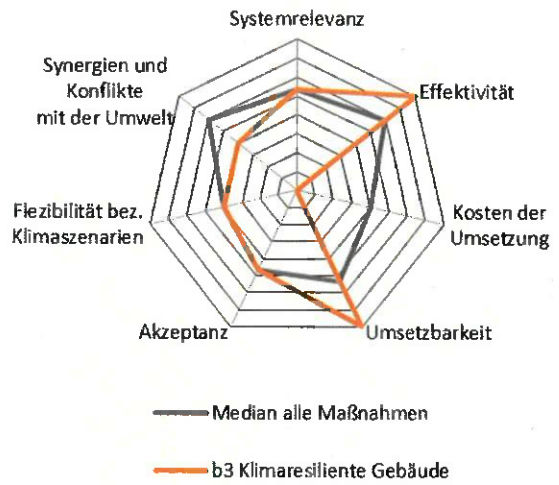 Systemrelevanz
Synergien und
Konflikte
mit der Umwelt
Effektivität
Flezibilität bez.
Klimaszenarien
Kosten der
Umsetzung
Akzeptanz
Umsetzbarkeit
Median alle Maßnahmen
b3 Klimaresiliente Gebäude